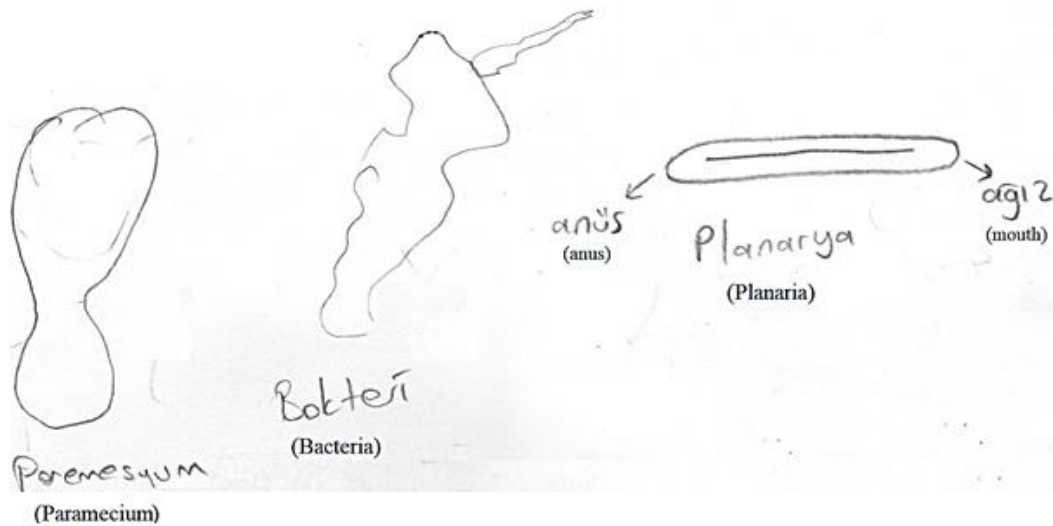 anüs
(anus)
Planarya
(Planaria)
ağız
(mouth)
Bakteri
(Bacteria)
Paremesyum
(Paramecium)